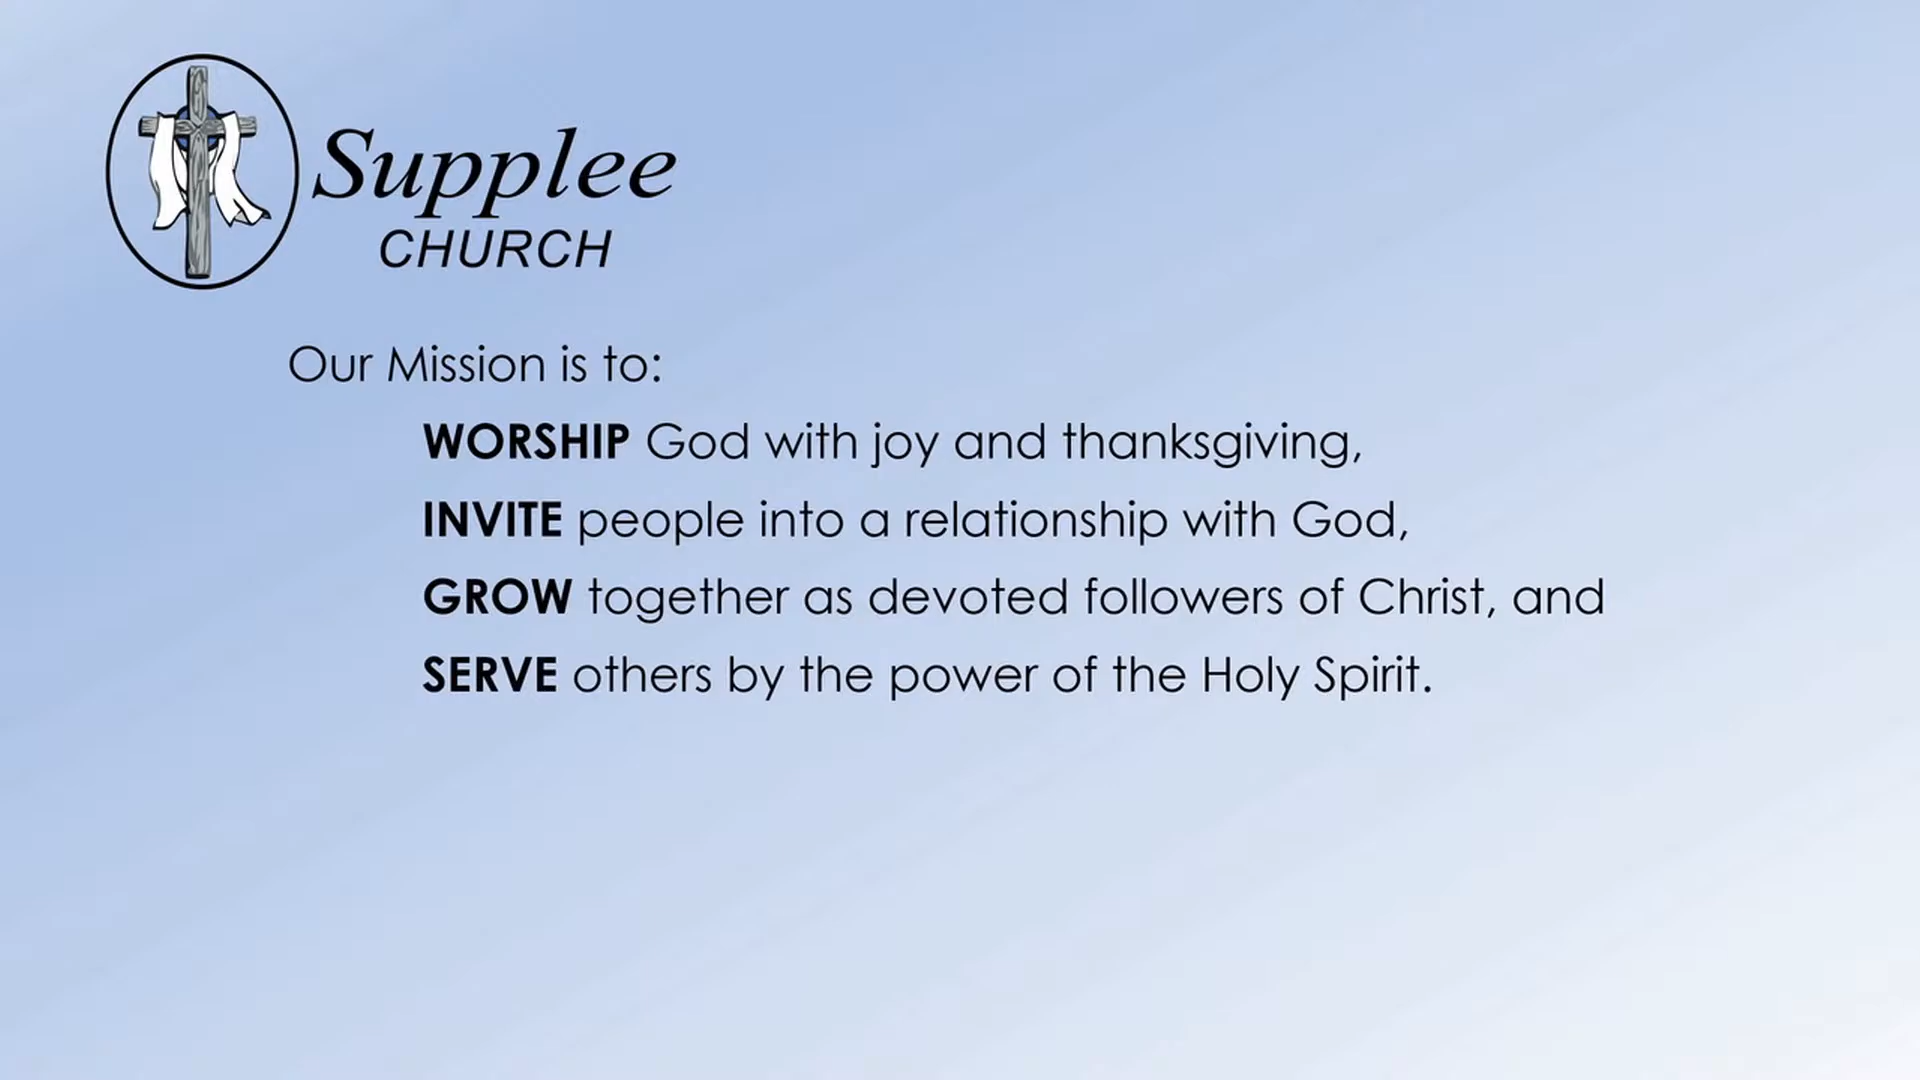 Supplee
CHURCH
Our Mission is to:
WORSHIP God with joy and thanksgiving,
INVITE people into a relationship with God,
GROW together as devoted followers of Christ, and
SERVE others by the power of the Holy Spirit.